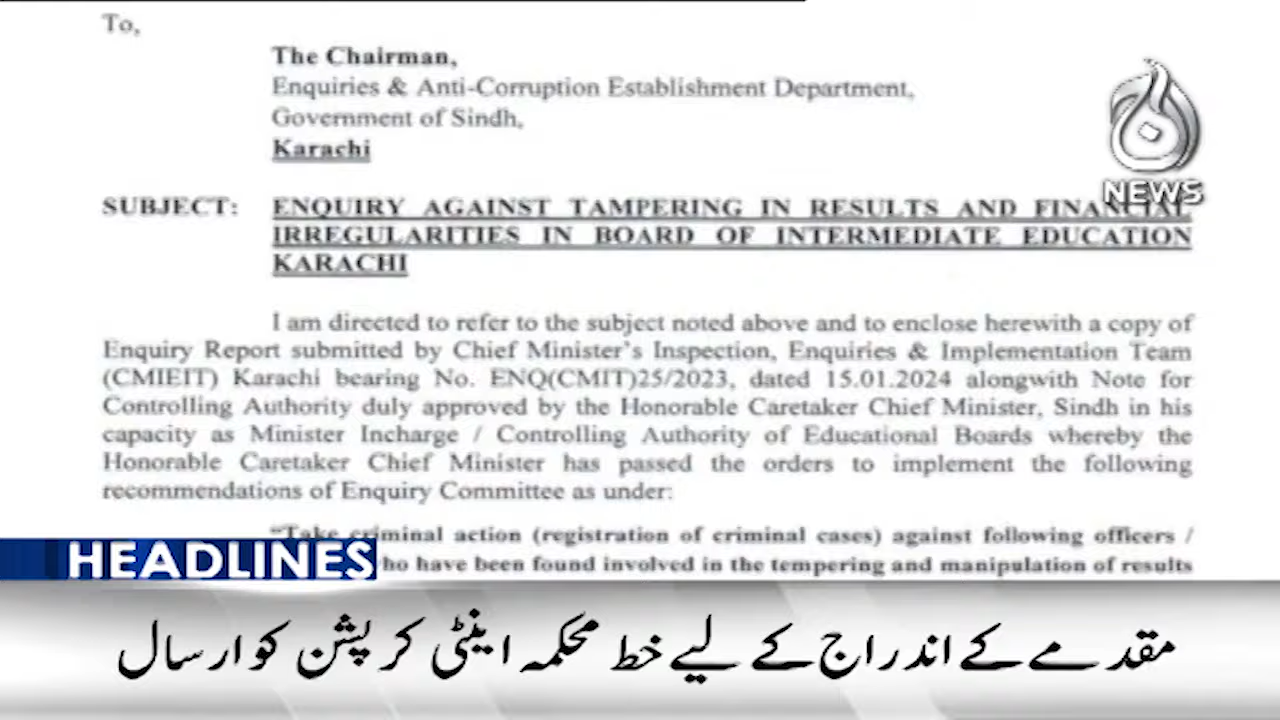 To,
The Chairman,
Enquiries & Anti-Corruption Establishment Department,
Government of Sindh,
Karachi
NEWS
SUBJECT: ENQUIRY AGAINST TAMPERING IN RESULTS AND FINANCIAL
IRREGULARITIES IN BOARD OF INTERMEDIATE EDUCATION
KARACHI
I am directed to refer to the subject noted above and to enclose herewith a copy of
Enquiry Report submitted by Chief Minister's Inspection, Enquiries & Implementation Team
(CMIEIT) Karachi bearing No. ENQ(CMIT)25/2023, dated 15.01.2024 alongwith Note for
Controlling Authority duly approved by the Honorable Caretaker Chief Minister, Sindh in his
capacity as Minister Incharge / Controlling Authority of Educational Boards whereby the
Honorable Caretaker Chief Minister has passed the orders to implement the following
recommendations of Enquiry Committee as under:
"Take criminal action (registration of criminal cases) against following officers /
have been found involved in the tempering and manipulation of results
HEADLINES
مقدمے کے اندراج کے لیے خط محکمہ اینٹی کرپشن کو ارسال